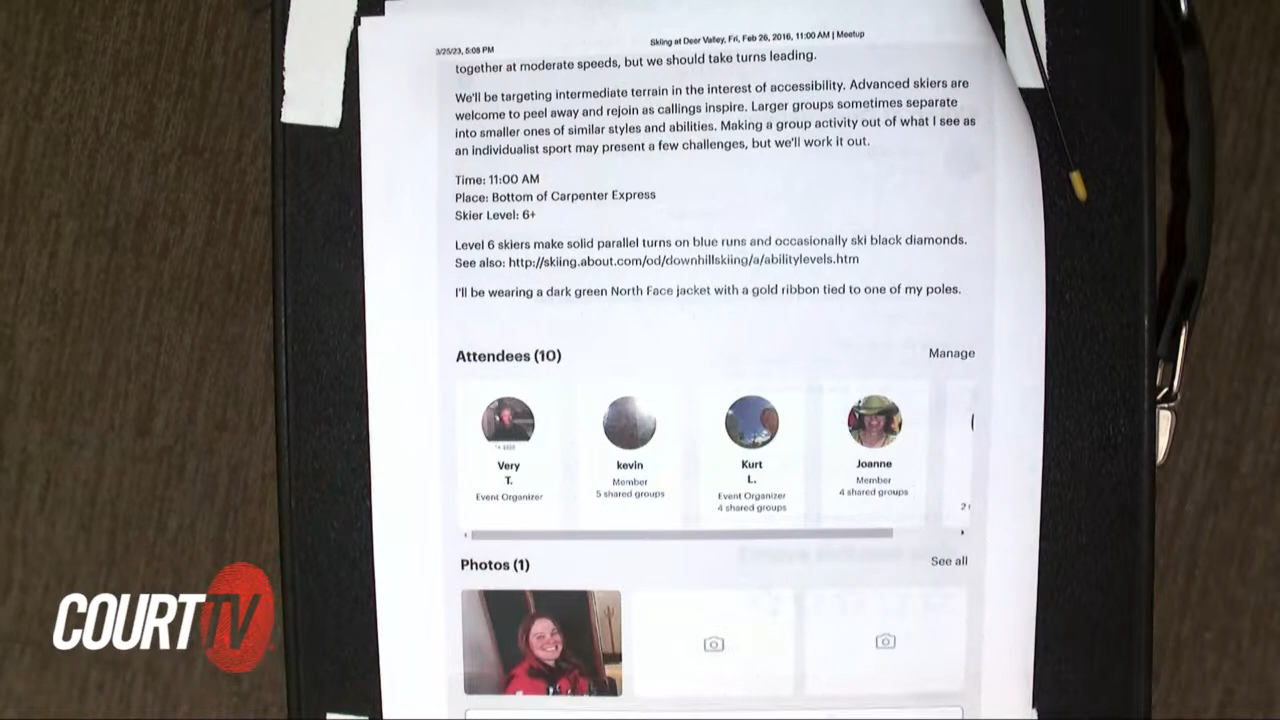 3/25/23, 5:08 PM
Skiing at Deer Valley, Fri, Feb 26, 2016, 11:00 AM | Meetup
together at moderate speeds, but we should take turns leading.
We'll be targeting intermediate terrain in the interest of accessibility. Advanced skiers are
welcome to peel away and rejoin as callings inspire. Larger groups sometimes separate
into smaller ones of similar styles and abilities. Making a group activity out of what I see as
an individualist sport may present a few challenges, but we'll work it out.
Time: 11:00 AM
Place: Bottom of Carpenter Express
Skier Level: 6+
Level 6 skiers make solid parallel turns on blue runs and occasionally ski black diamonds.
See also: http://skiing.about.com/od/downhillskiing/a/abilitylevels.htm
I'll be wearing a dark green North Face jacket with a gold ribbon tied to one of my poles.
Attendees (10)
Manage
Very
T.
Event Organizer
kevin
Member
5 shared groups
Kurt
L.
Event Organizer
4 shared groups
Joanne
Member
4 shared groups
Photos (1)
See all
COURT TV